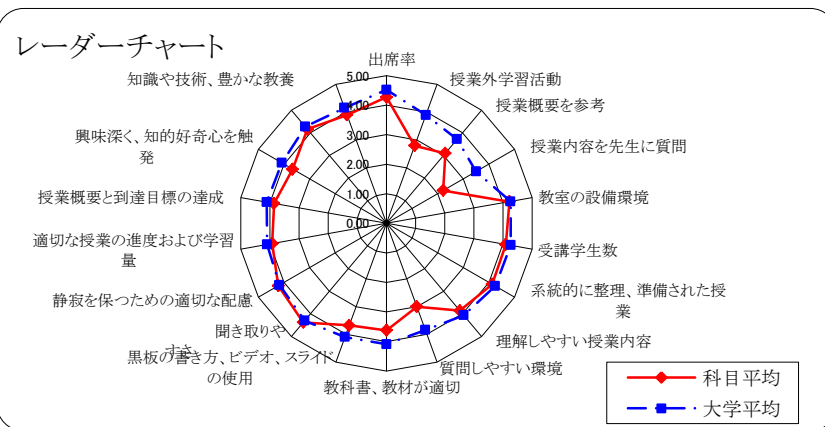 レーダーチャート
出席率
授業外学習活動
授業概要を参考
授業内容を先生に質問
教室の設備環境
受講学生数
系統的に整理、準備された授
業
理解しやすい授業内容
質問しやすい環境
教科書、教材が適切
黒板の書き方、ビデオ、スライド
の使用
聞き取りや
すさ
静寂を保つための適切な配慮
適切な授業の進度および学習
量
授業概要と到達目標の達成
興味深く、知的好奇心を触
発
知識や技術、豊かな教養
5.00
4.00
3.00
2.00
1.00
0.00
科目平均
大学平均